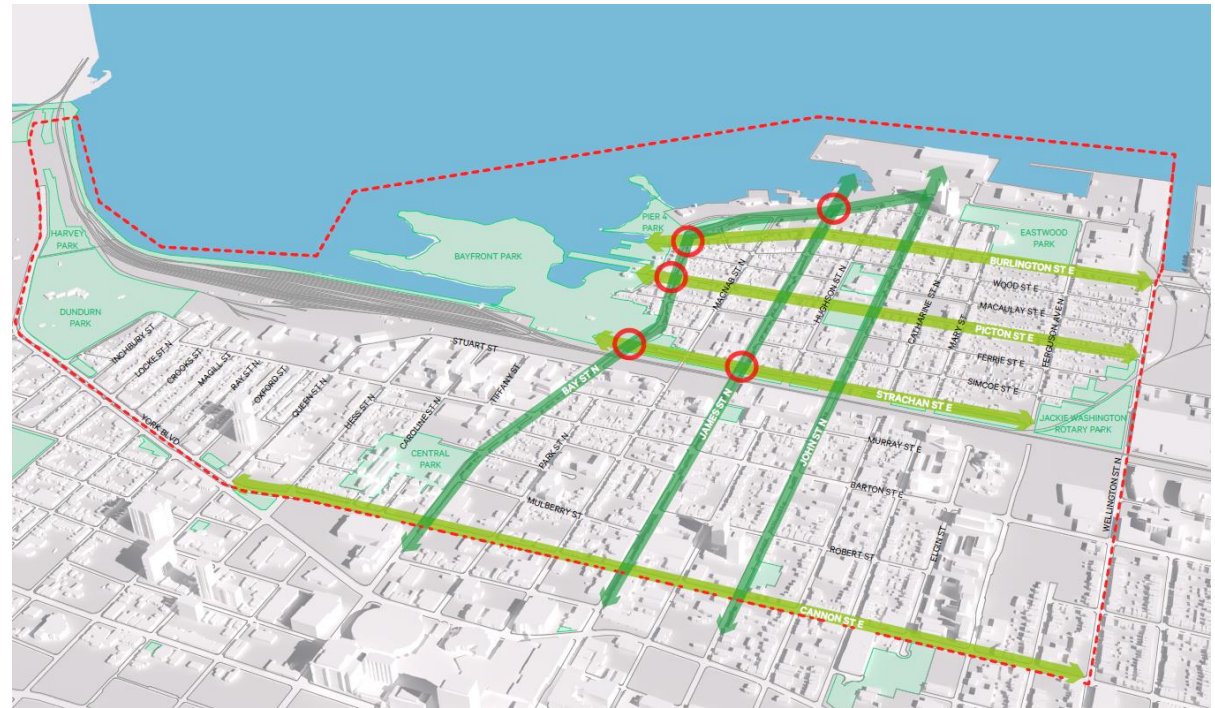 HARVEY
PARK
DUNDURN
PARK
BAYFRONT PARK
PIER 4
PARK
EASTWOOD
PARK
BURLINGTON ST E
WOOD ST E
MACAULAY ST E
PICTON ST E
FERRIE ST E
SIMCOE ST E
STRACHAN ST E
JACKIE WASHINGTON
ROTARY PARK
MACNAB ST N
HUGHSON ST N
CATHARINE ST N
MARY ST
FERGUSON AVE N
INCHBURY ST
LOCKE ST N
CROOKS ST
MAGILL ST
RAY ST N
OXFORD ST
QUEEN ST N
HESS ST N
CAROLINE ST N
STUART ST
TIFFANY ST
BAY ST N
PARK ST N
JAMES ST N
JOHN ST N
YORK BLVD
CENTRAL
PARK
MULBERRY ST
MURRAY ST E
BARTON ST E
ROBERT ST
ELGIN ST
WELLINGTON ST N
CANNON ST E